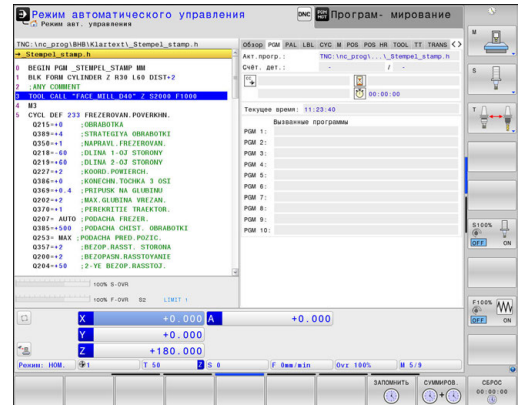 Режим автоматического управления
Режим авт. управления
DNC
Програм- мирование
TNC:\nc_prog\BHB\Klartext\_Stempel_stamp.h
→_Stempel_stamp.h
0 BEGIN PGM _STEMPEL_STAMP MM
1 BLK FORM CYLINDER Z R30 L60 DIST+2
2 ;ANY COMMENT
3 TOOL CALL "FACE_MILL_D40" Z S2000 F1000
4 M3
5 CYCL DEF 233 FREZEROVAN.POVERKHN.
Q215=+0 ;OBRABOTKA
Q389=+4 ;STRATEGIYA OBRABOTKI
Q350=+1 ;NAPRAVL.FREZEROVAN.
Q218=-60 ;DLINA 1-OJ STORONY
Q219=+60 ;DLINA 2-OJ STORONY
Q227=+2 ;KOORD.POWIERCH.
Q386=+0 ;KONECHN.TOCHKA 3 OSI
Q369=+0.4 ;PRIPUSK NA GLUBINU
Q202=+2 ;MAX.GLUBINA VREZAN.
Q370=+1 ;PEREKRITIE TRAEKTOR.
Q207= AUTO ;PODACHA FREZER.
Q385=+500 ;PODACHA CHIST. OBRABOTKI
Q253= MAX ;PODACHA PRED.POZIC.
Q357=+2 ;BEZOP.RASST. STORONA
Q200=+2 ;BEZOPASN.RASSTOYANIE
Q204=+50 ;2-YE BEZOP.RASSTOJ.
Обзор PGM PAL LBL CYC M POS POS HR TOOL TT TRANS
Акт.прогр.: TNC:\nc_prog\...\_Stempel_stamp.h
Счёт. дет.: - / -
00:00:00
Текущее время: 11:23:40
Вызванные программы
PGM 1:
PGM 2:
PGM 3:
PGM 4:
PGM 5:
PGM 6:
PGM 7:
PGM 8:
PGM 9:
PGM 10:
100% S-OVR
100% F-OVR S2 LIMIT 1
X +0.000 A +0.000
Y +0.000
Z +180.000
Режим: НОМ. 1 T 50 Z S 0 F 0mm/min Ovr 100% M 5/9
M
S
T
S100%
OFF ON
F100%
OFF ON
ЗАПОМНИТЬ
СУММИРОВ.
СБРОС
00:00:00